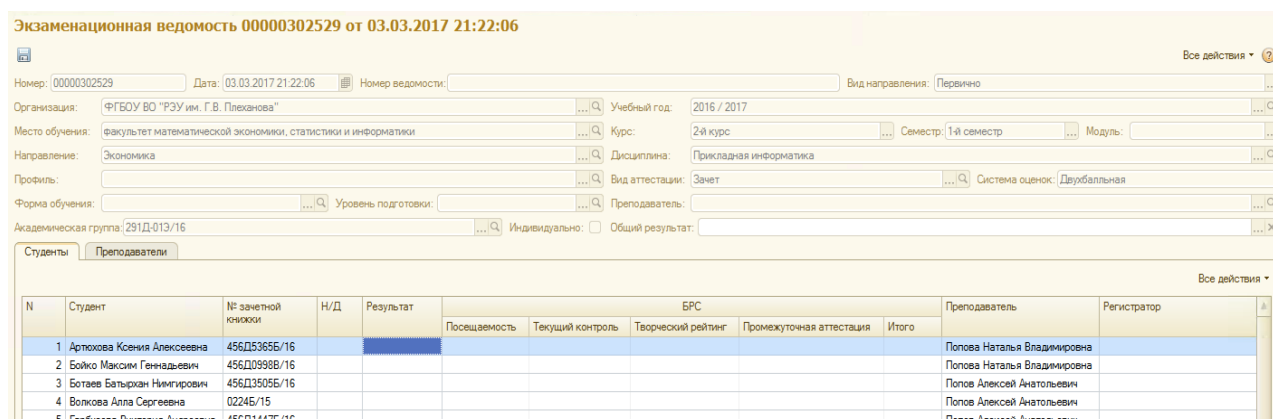 Экзаменационная ведомость 00000302529 от 03.03.2017 21:22:06
Все действия
Номер: 00000302529 Дата: 03.03.2017 21:22:06 Номер ведомости: Вид направления: Первично
Организация: ФГБОУ ВО "РЭУ им. Г.В. Плеханова" Учебный год: 2016 / 2017
Место обучения: факультет математической экономики, статистики и информатики Курс: 2-й курс Семестр: 1-й семестр Модуль:
Направление: Экономика Дисциплина: Прикладная информатика
Профиль: Вид аттестации: Зачет Система оценок: Двухбалльная
Форма обучения: Уровень подготовки: Преподаватель:
Академическая группа: 291Д-01Э/16 Индивидуально: Общий результат:
Студенты Преподаватели
Все действия
N Студент № зачетной книжки Н/Д Результат БРС Преподаватель Регистратор
Посещаемость Текущий контроль Творческий рейтинг Промежуточная аттестация Итого
1 Артюхова Ксения Алексеевна 456Д5365Б/16 Попова Наталья Владимировна
2 Бойко Максим Геннадьевич 456Д0998В/16 Попова Наталья Владимировна
3 Ботаев Батырхан Нимгирович 456Д3505Б/16 Попов Алексей Анатольевич
4 Волкова Алла Сергеевна 0224Б/15 Попов Алексей Анатольевич